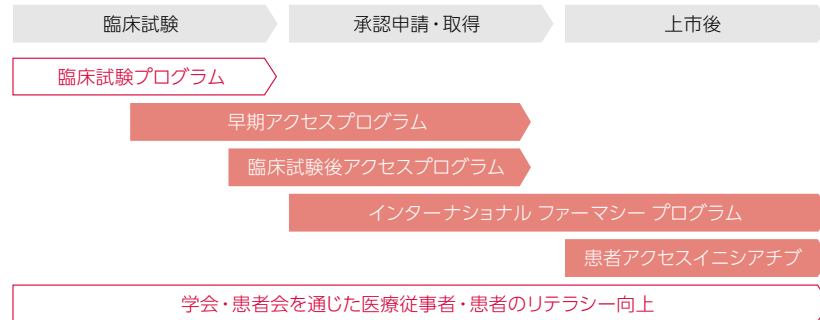 臨床試験
承認申請・取得
上市後
臨床試験プログラム
早期アクセスプログラム
臨床試験後アクセスプログラム
インターナショナル ファーマシー プログラム
患者アクセスイニシアチブ
学会・患者会を通じた医療従事者・患者のリテラシー向上